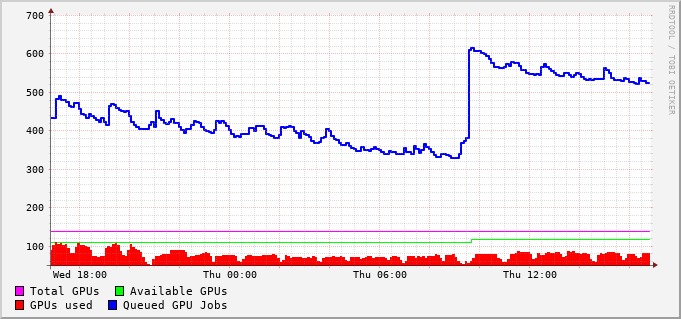 700
600
500
400
300
200
100
Wed 18:00 Thu 00:00 Thu 06:00 Thu 12:00
Total GPUs Available GPUs
GPUs used Queued GPU Jobs
RRDTOOL / TOBI OETIKER